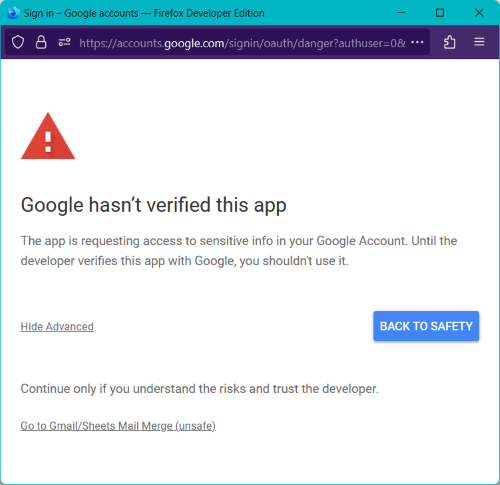 Sign in – Google accounts — Firefox Developer Edition
https://accounts.google.com/signin/oauth/danger?authuser=0&
Google hasn’t verified this app
The app is requesting access to sensitive info in your Google Account. Until the
developer verifies this app with Google, you shouldn't use it.
Hide Advanced
BACK TO SAFETY
Continue only if you understand the risks and trust the developer.
Go to Gmail/Sheets Mail Merge (unsafe)